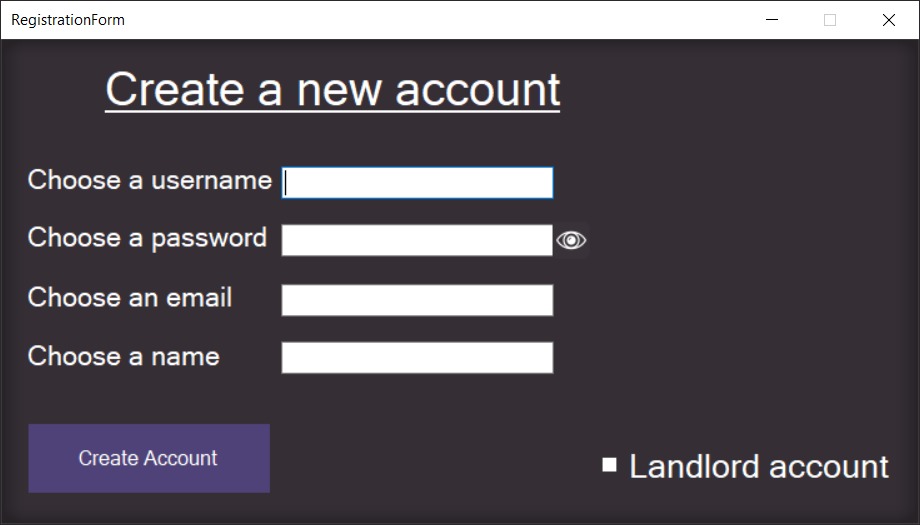 RegistrationForm
Create a new account
Choose a username
Choose a password
Choose an email
Choose a name
Create Account
Landlord account